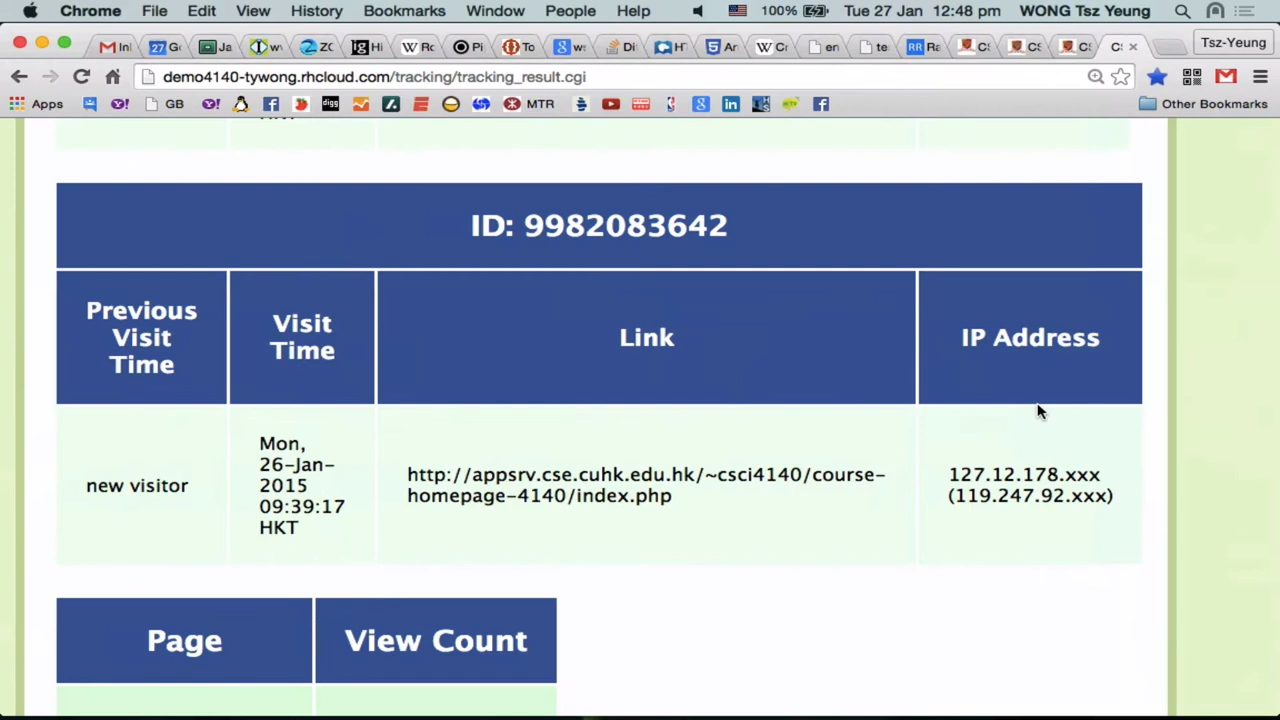 Chrome File Edit View History Bookmarks Window People Help 100% Tue 27 Jan 12:48 pm WONG Tsz Yeung
Tsz-Yeung
demo4140-tywong.rhcloud.com/tracking/tracking_result.cgi
Apps GB MTR Other Bookmarks
ID: 9982083642
Previous
Visit
Time
Visit
Time
Link
IP Address
new visitor
Mon,
26-Jan-
2015
09:39:17
HKT
http://appsrv.cse.cuhk.edu.hk/~csci4140/course-
homepage-4140/index.php
127.12.178.xxx
(119.247.92.xxx)
Page
View Count